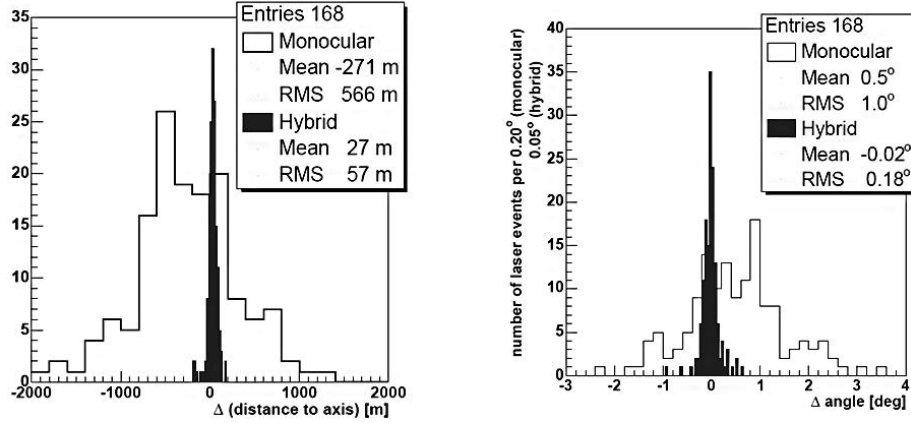 35
30
25
20
15
10
5
0
-2000
-1000
0
1000
2000
Δ (distance to axis) [m]
Entries 168
Monocular
Mean -271 m
RMS 566 m
Hybrid
Mean 27 m
RMS 57 m
number of laser events per 0.20° (monocular)
0.05° (hybrid)
40
35
30
25
20
15
10
5
0
-3
-2
-1
0
1
2
3
4
Δ angle [deg]
Entries 168
Monocular
Mean 0.5°
RMS 1.0°
Hybrid
Mean -0.02°
RMS 0.18°